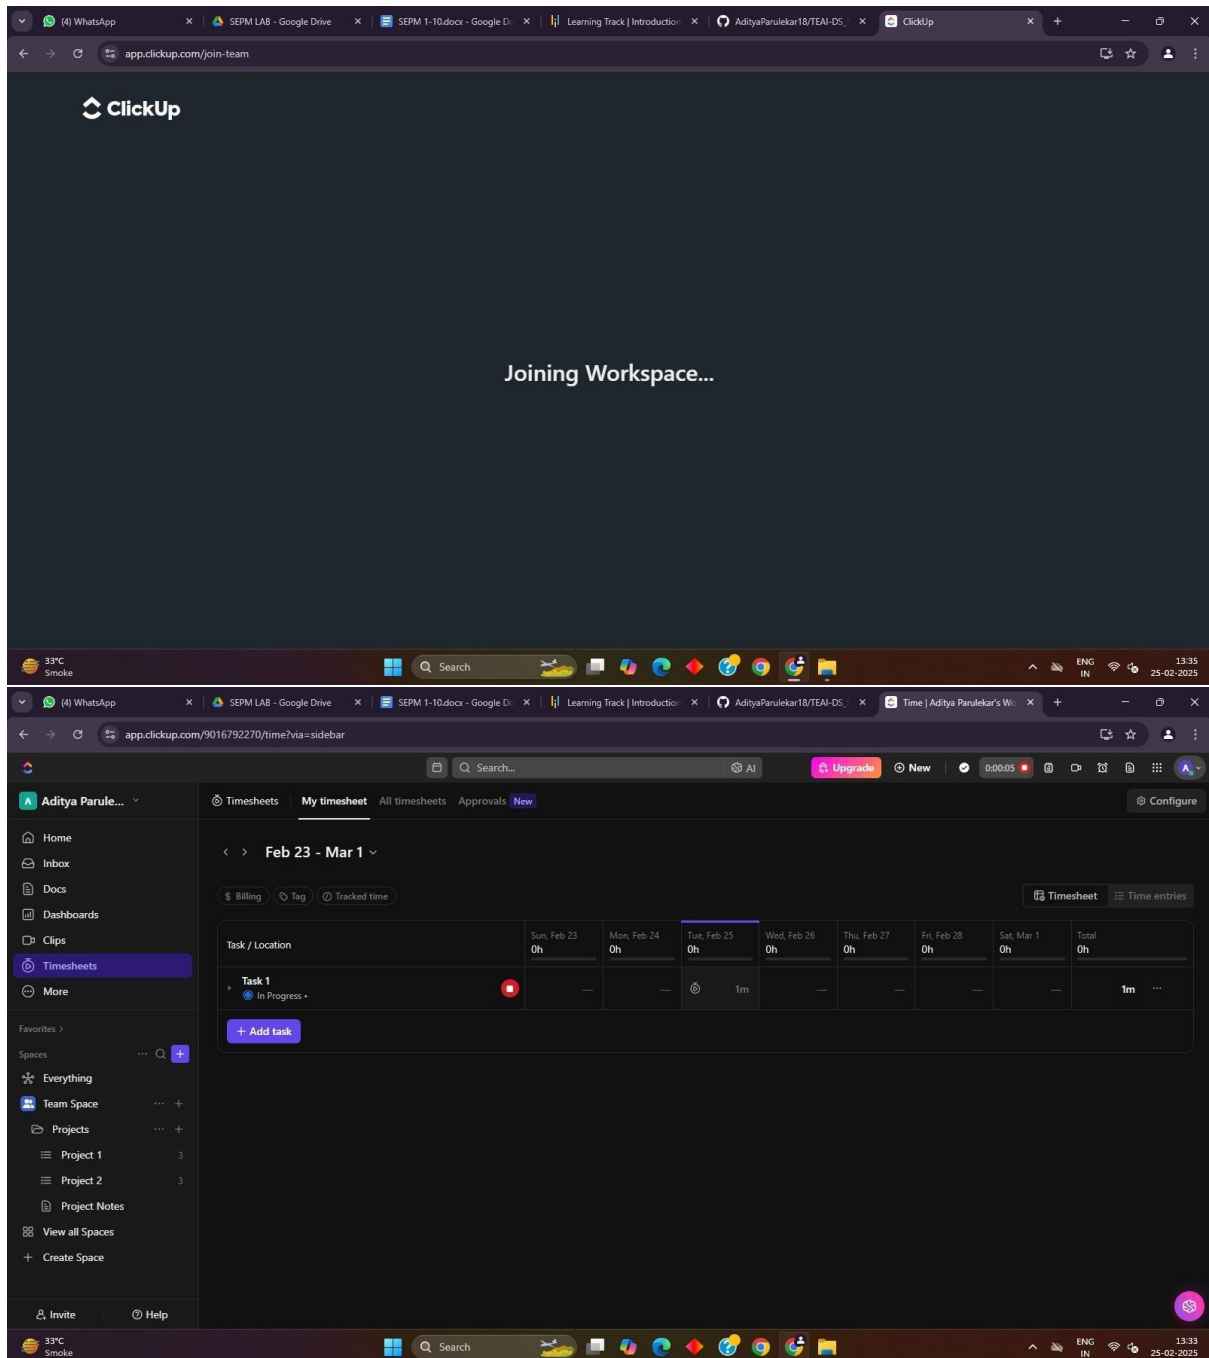 (4) WhatsApp
SEPM LAB - Google Drive
SEPM 1-10.docx - Google Do
Learning Track | Introduction
AdityaParulekar18/TEAI-DS_
ClickUp
app.clickup.com/join-team
ClickUp
Joining Workspace...
33°C
Smoke
Search
ENG
IN
13:35
25-02-2025
(4) WhatsApp
SEPM LAB - Google Drive
SEPM 1-10.docx - Google Do
Learning Track | Introduction
AdityaParulekar18/TEAI-DS_
Time | Aditya Parulekar's Wo
app.clickup.com/9016792270/time?via=sidebar
Search...
AI
Upgrade
New
0:00:05
A
A
Aditya Parule...
Timesheets
My timesheet
All timesheets
Approvals
New
Configure
Home
Inbox
Docs
Dashboards
Clips
Timesheets
More
Favorites >
Spaces
Everything
Team Space
Projects
Project 1 3
Project 2 3
Project Notes
View all Spaces
+ Create Space
Invite
Help
Feb 23 - Mar 1
$ Billing
Tag
Tracked time
Timesheet
Time entries
Task / Location
Sun, Feb 23
0h
Mon, Feb 24
0h
Tue, Feb 25
0h
Wed, Feb 26
0h
Thu, Feb 27
0h
Fri, Feb 28
0h
Sat, Mar 1
0h
Total
0h
Task 1
In Progress •
— — 1m — — — — 1m ...
+ Add task
33°C
Smoke
Search
ENG
IN
13:33
25-02-2025